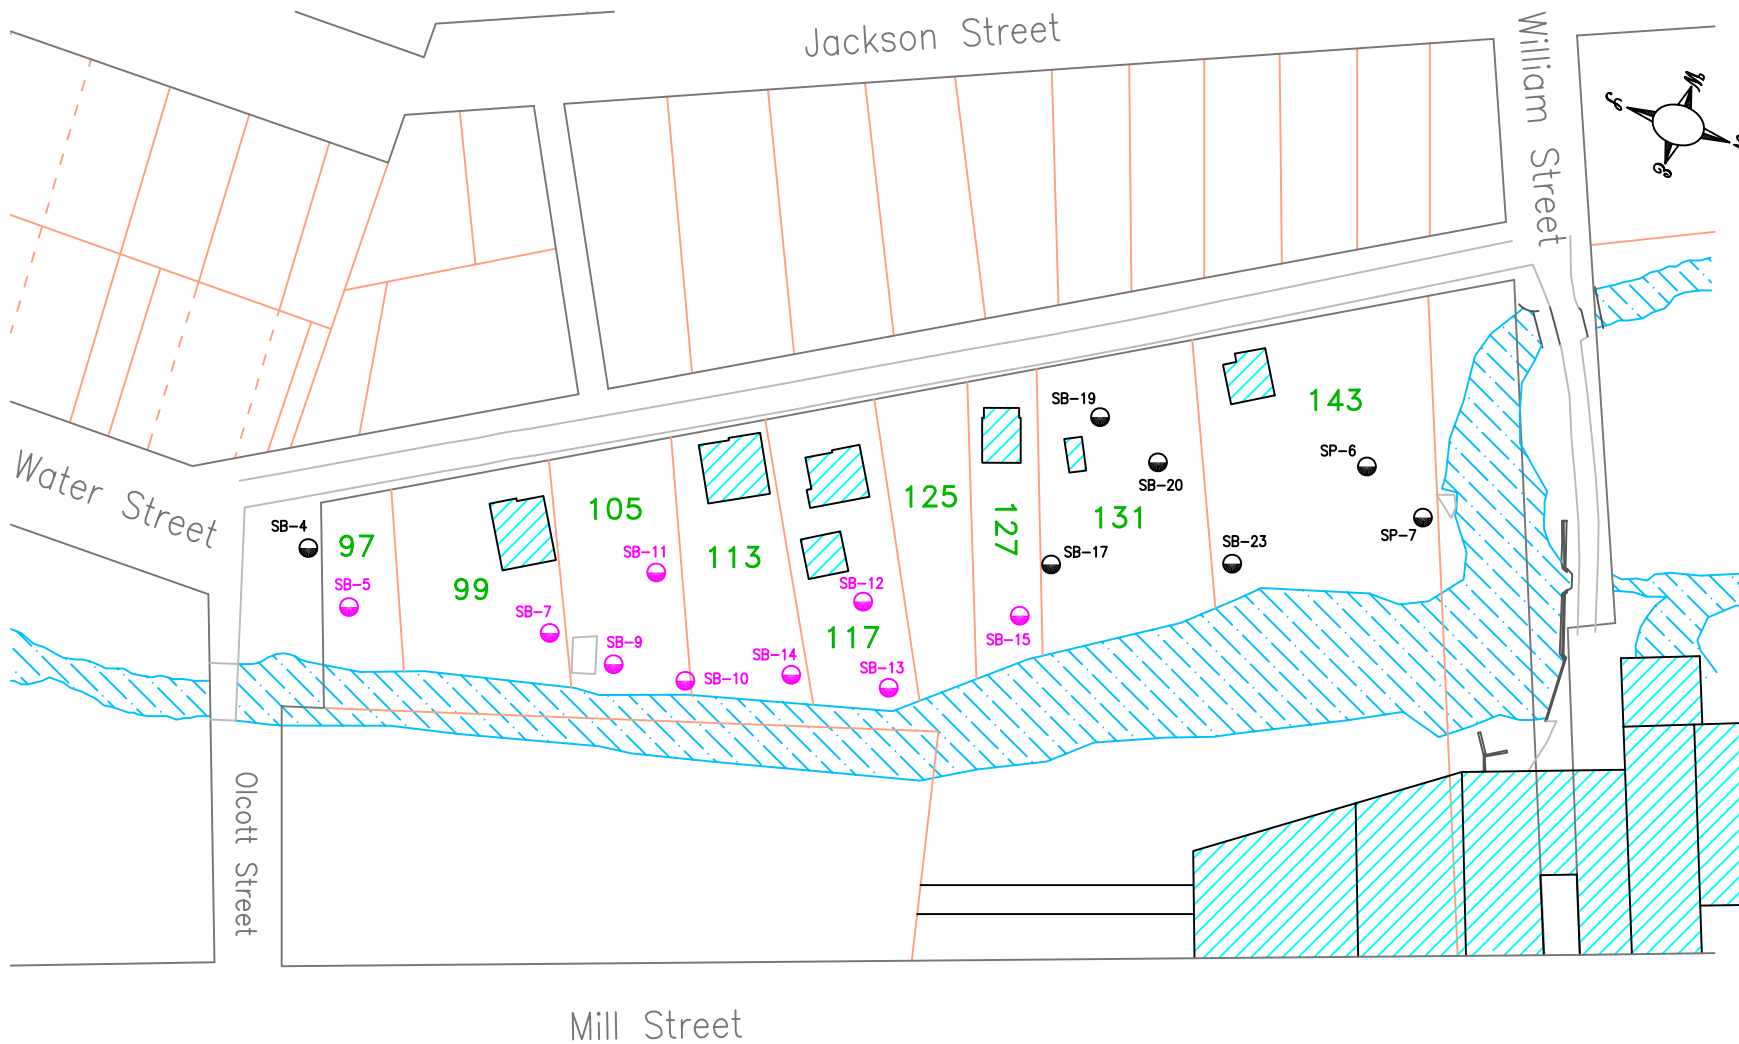 Jackson Street
William Street
W
S
E
Water Street
SB-19
143
SP-6
SB-20
125
105
127
131
SP-7
SB-4
97
SB-11
113
SB-17
SB-23
SB-5
99
SB-12
SB-7
SB-9
117
SB-15
SB-14
SB-10
SB-13
Olcott Street
Mill Street